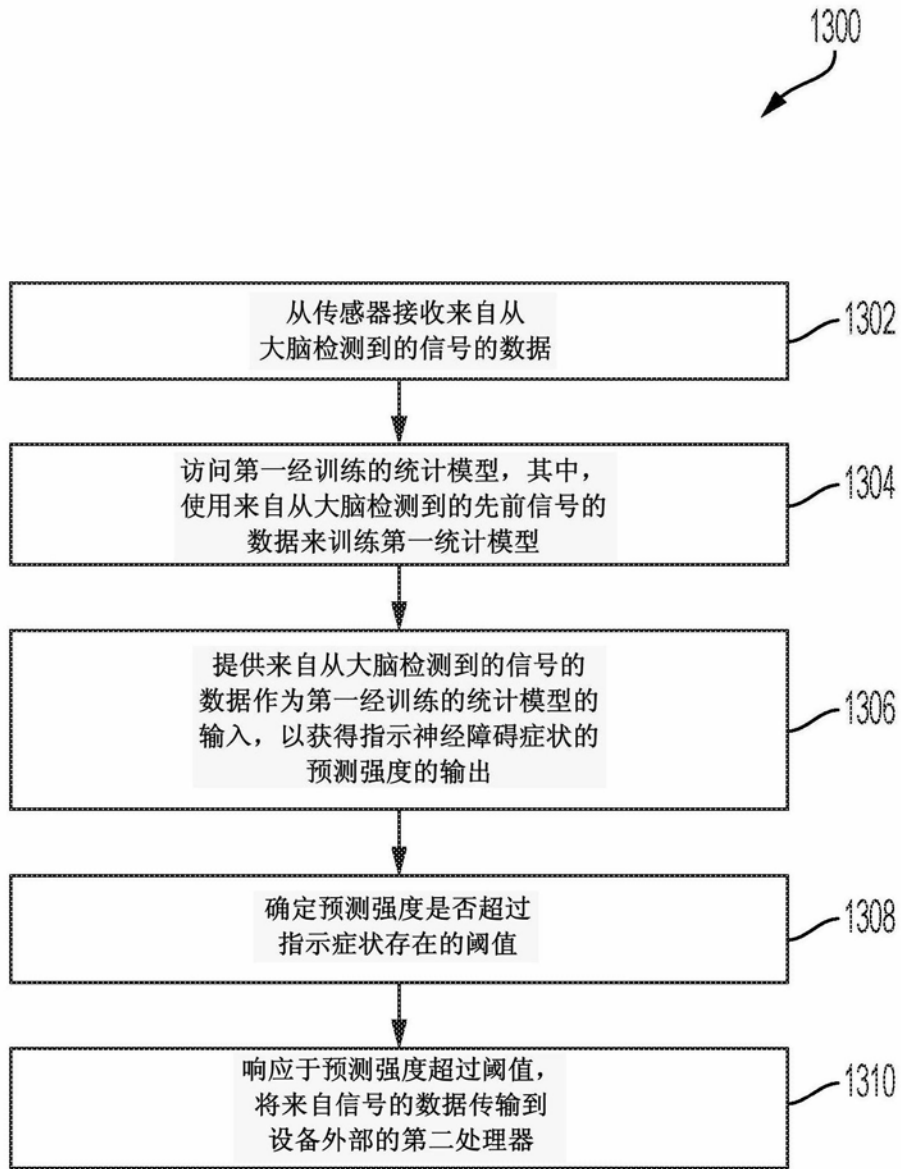 1300
从传感器接收来自从
大脑检测到的信号的数据
1302
访问第一经训练的统计模型，其中，
使用来自从大脑检测到的先前信号的
数据来训练第一统计模型
1304
提供来自从大脑检测到的信号的
数据作为第一经训练的统计模型的
输入，以获得指示神经障碍症状的
预测强度的输出
1306
确定预测强度是否超过
指示症状存在的阈值
1308
响应于预测强度超过阈值，
将来自信号的数据传输到
设备外部的第二处理器
1310